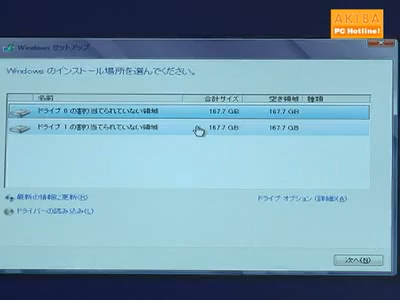 AKIBA
PC Hotline!
Windows セットアップ
Windows のインストール場所を選んでください。
名前 合計サイズ 空き領域 種類
ドライブ 0 の割り当てられていない領域 167.7 GB 167.7 GB
ドライブ 1 の割り当てられていない領域 167.7 GB 167.7 GB
最新の情報に更新(R) ドライブ オプション (詳細)(A)
ドライバーの読み込み(L)
次へ(N)